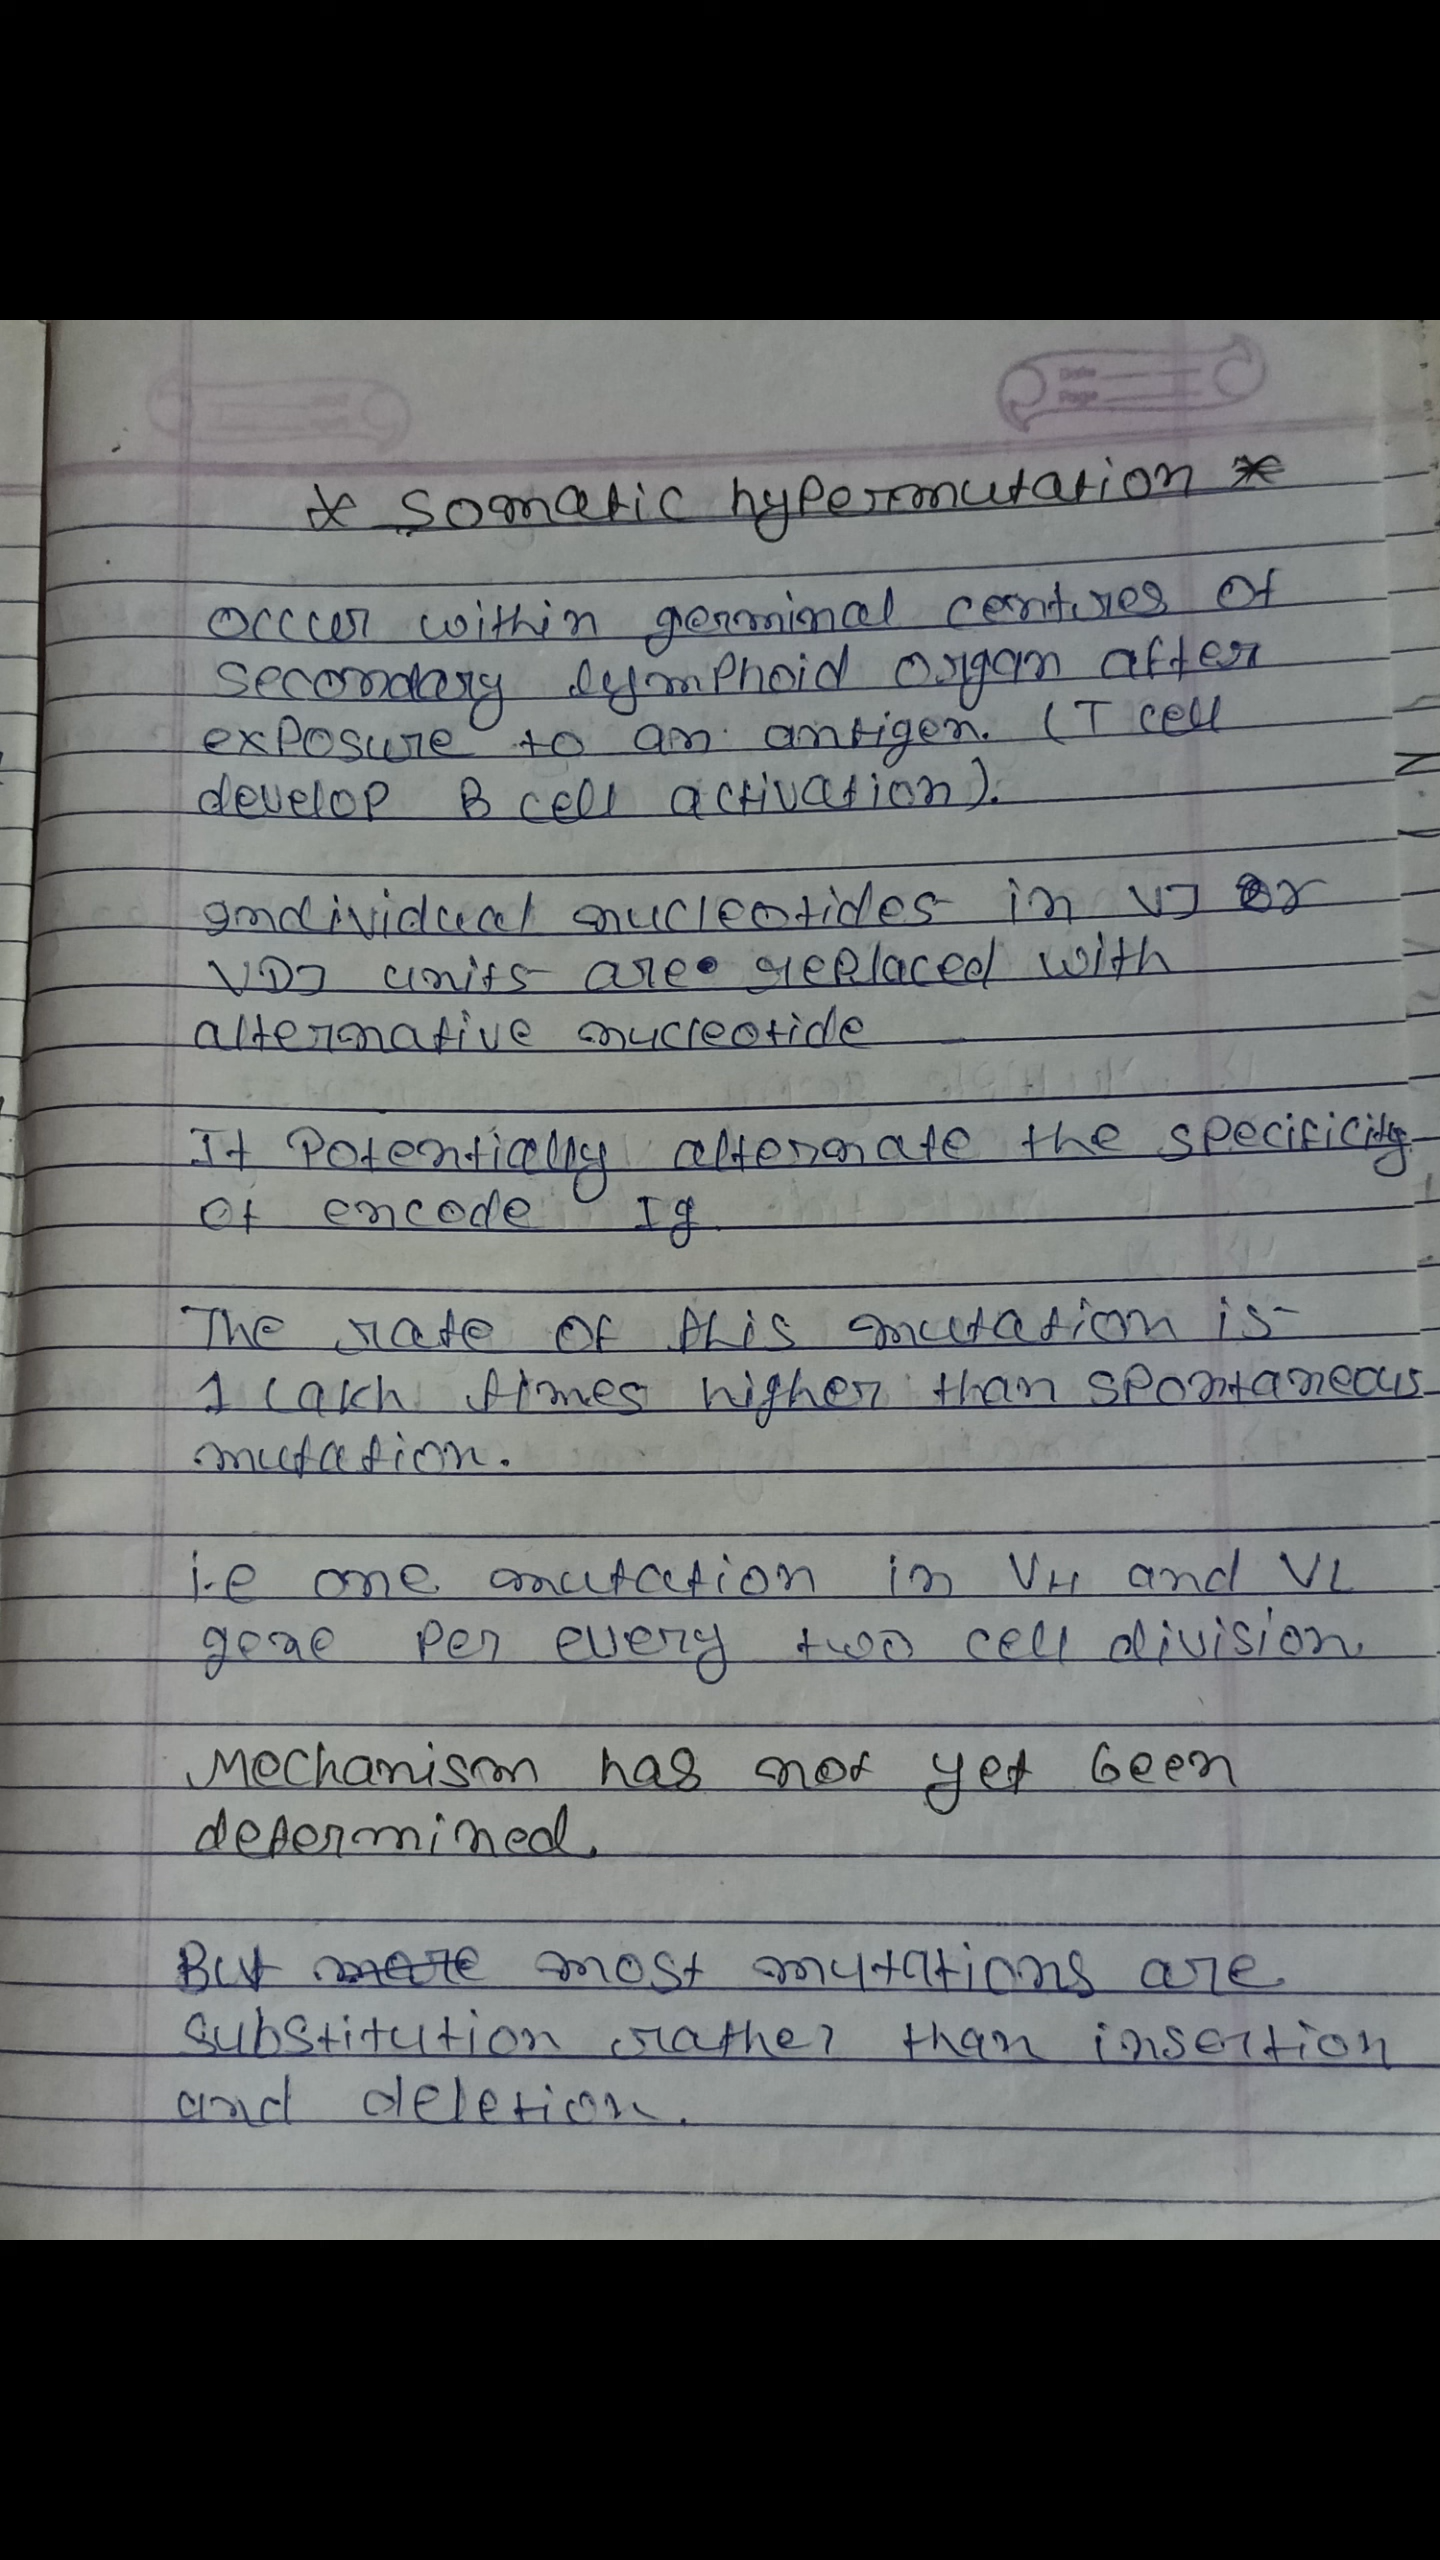 Date
Page
* Somatic hypermutation *
occur within germinal centres of
secondary lymphoid organ after
exposure to an antigen. (T cell
develop B cell activation).
Individual nucleotides in VJ or
VDJ units are replaced with
alternative nucleotide
It Potentially alternate the specificity
of encode Ig
The rate of this mutation is
1 lakh times higher than spontaneous
mutation.
i.e one mutation in VH and VL
gene per every two cell division.
Mechanism has not yet been
determined.
But more most mutations are
substitution rather than insertion
and deletion.